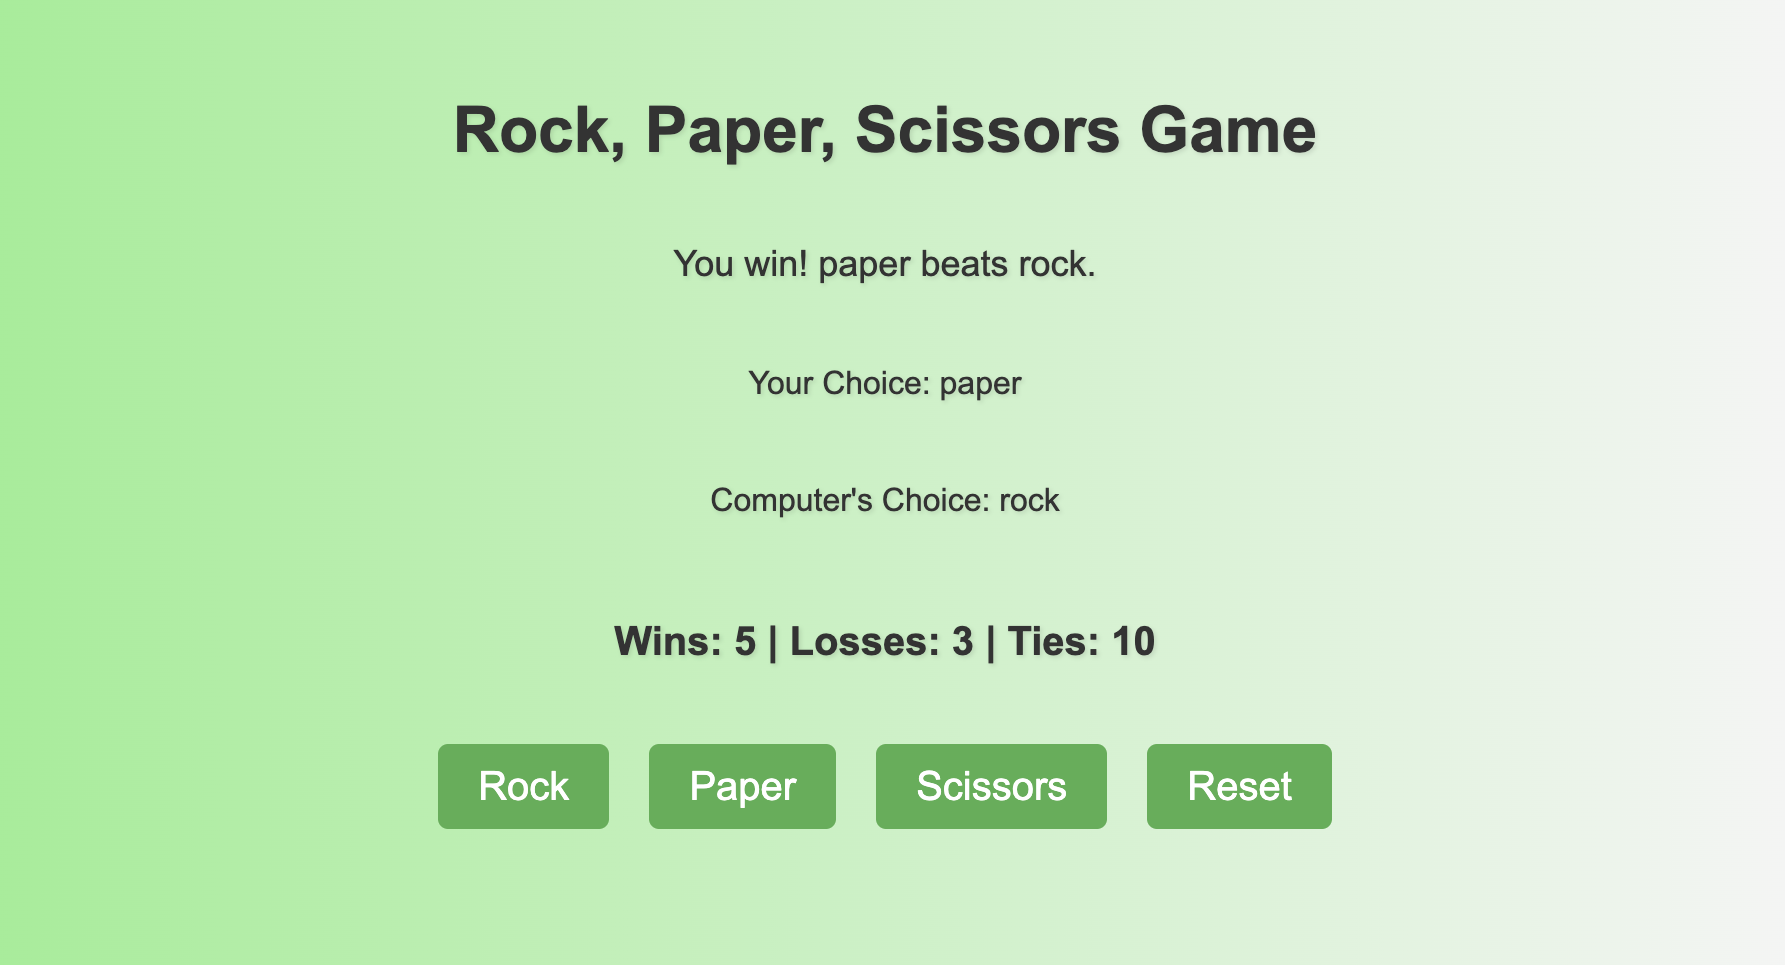 Rock, Paper, Scissors Game
You win! paper beats rock.
Your Choice: paper
Computer's Choice: rock
Wins: 5 | Losses: 3 | Ties: 10
Rock Paper Scissors Reset